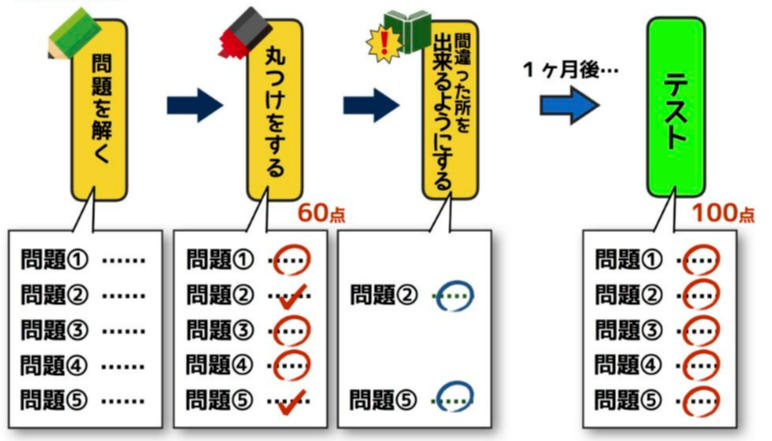 問題を解く
丸つけをする
間違った所を
出来るようにする
1ヶ月後…
テスト
60点
100点
問題① ……
問題② ……
問題③ ……
問題④ ……
問題⑤ ……
問題① ……
問題② ……
問題③ ……
問題④ ……
問題⑤ ……
問題② ……
問題⑤ ……
問題① ……
問題② ……
問題③ ……
問題④ ……
問題⑤ ……